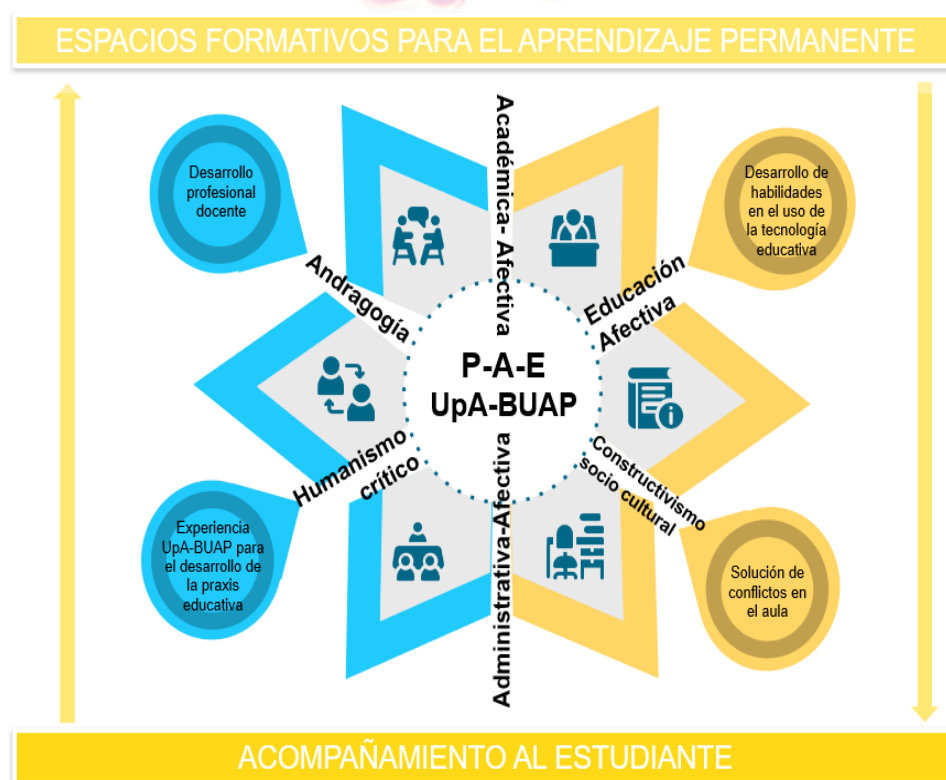 ESPACIOS FORMATIVOS PARA EL APRENDIZAJE PERMANENTE
Académica- Afectiva
Desarrollo
profesional
docente
Desarrollo de
habilidades
en el uso de
la tecnología
educativa
Andragogía
Educación
Afectiva
P-A-E
UpA-BUAP
Humanismo
crítico
Constructivismo
socio cultural
Administrativa-Afectiva
Experiencia
UpA-BUAP para
el desarrollo de
la praxis
educativa
Solución de
conflictos en
el aula
ACOMPAÑAMIENTO AL ESTUDIANTE